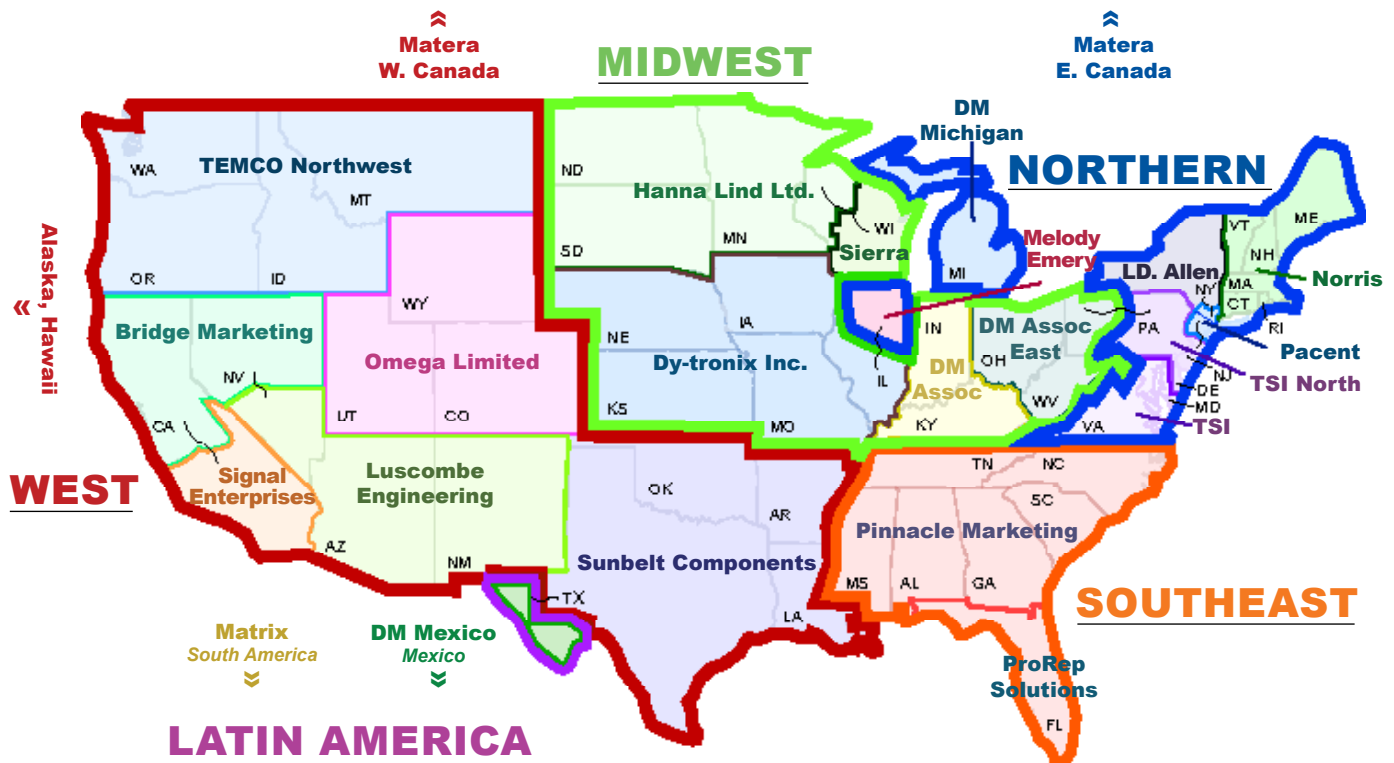 Matera
W. Canada
MIDWEST
Matera
E. Canada
DM
Michigan
NORTHERN
TEMCO Northwest
WA
MT
OR
ID
ND
Hanna Lind Ltd.
SD
MN
WI
Sierra
MI
Melody
Emery
LD. Allen
VT
ME
NH
MA
CT
RI
NY
Norris
Alaska, Hawaii
Bridge Marketing
NV
CA
WY
Omega Limited
UT
CO
NE
IA
Dy-tronix Inc.
KS
MO
IL
IN
DM
Assoc
KY
DM Assoc
East
OH
WV
PA
Pacent
NJ
TSI North
DE
MD
VA
TSI
WEST
Signal
Enterprises
Luscombe
Engineering
AZ
NM
OK
AR
Sunbelt Components
TX
LA
TN
NC
SC
Pinnacle Marketing
MS
AL
GA
SOUTHEAST
ProRep
Solutions
FL
Matrix
South America
DM Mexico
Mexico
LATIN AMERICA